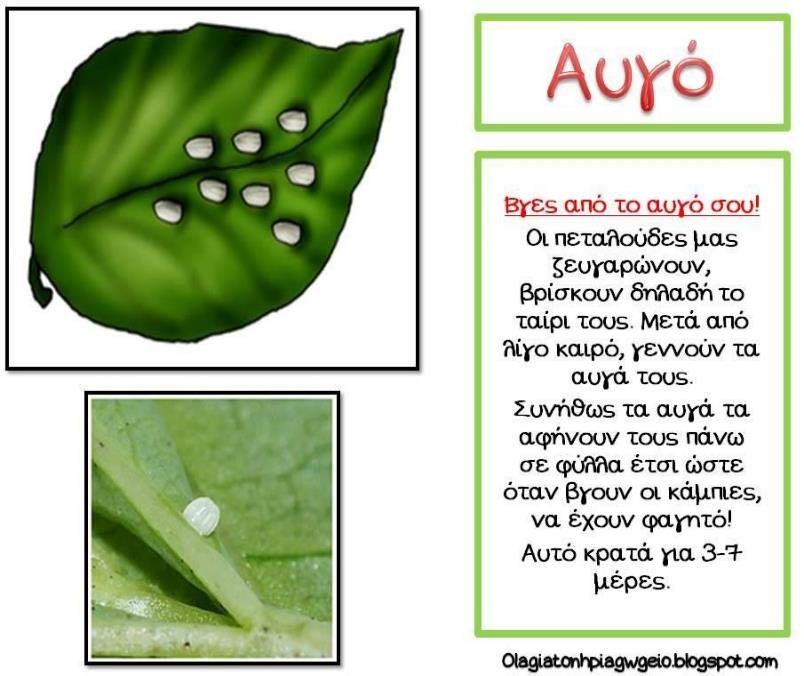 Αυγό
Βγες από το αυγό σου!
Οι πεταλούδες μας
ζευγαρώνουν,
βρίσκουν δηλαδή το
ταίρι τους. Μετά από
λίγο καιρό, γεννούν τα
αυγά τους.
Συνήθως τα αυγά τα
αφήνουν τους πάνω
σε φύλλα έτσι ώστε
όταν βγουν οι κάμπιες,
να έχουν φαγητό!
Αυτό κρατά για 3-7
μέρες.
Olagiatonhpiagwgeio.blogspot.com